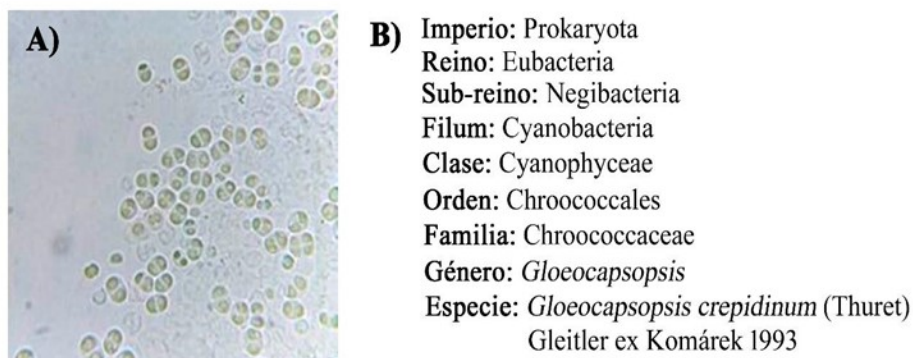 A)
B)
Imperio: Prokaryota
Reino: Eubacteria
Sub-reino: Negibacteria
Filum: Cyanobacteria
Clase: Cyanophyceae
Orden: Chroococcales
Familia: Chroococcaceae
Género: Gloeocapsopsis
Especie: Gloeocapsopsis crepidinum (Thuret)
Gleitler ex Komárek 1993